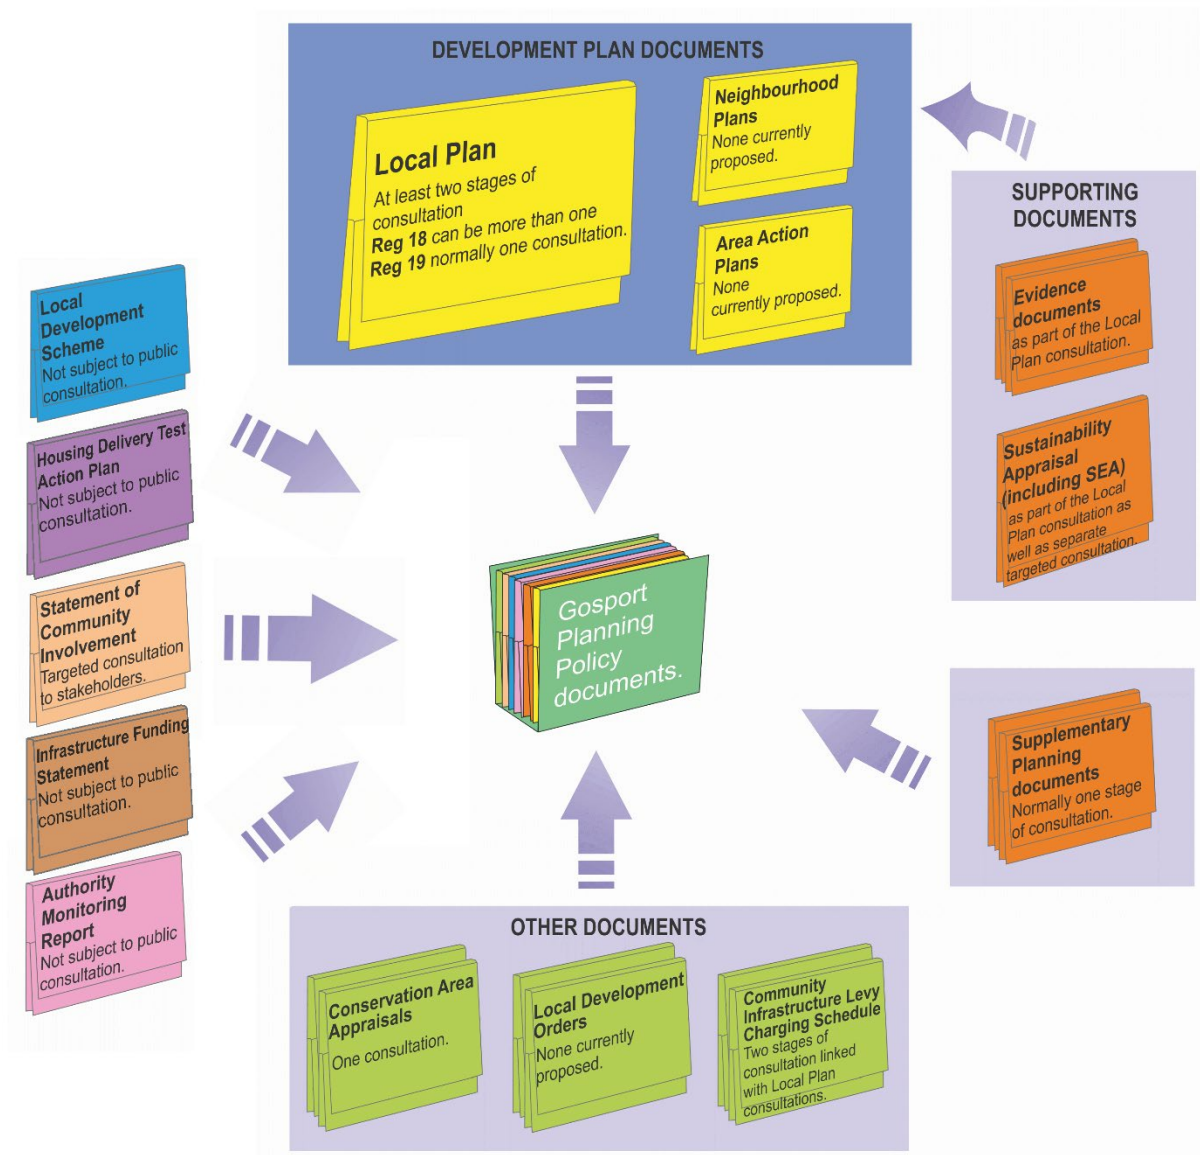 DEVELOPMENT PLAN DOCUMENTS
Local Plan
At least two stages of
consultation
Reg 18 can be more than one
Reg 19 normally one consultation.
Neighbourhood
Plans
None currently
proposed.
Area Action
Plans
None
currently proposed.
SUPPORTING
DOCUMENTS
Evidence
documents
as part of the Local
Plan consultation.
Sustainability
Appraisal
(including SEA)
as part of the Local
Plan consultation as
well as separate
targeted consultation.
Local
Development
Scheme
Not subject to public
consultation.
Housing Delivery Test
Action Plan
Not subject to public
consultation.
Statement of
Community
Involvement
Targeted consultation
to stakeholders.
Infrastructure Funding
Statement
Not subject to public
consultation.
Authority
Monitoring
Report
Not subject to public
consultation.
Gosport
Planning
Policy
documents.
Supplementary
Planning
documents
Normally one stage
of consultation.
OTHER DOCUMENTS
Conservation Area
Appraisals
One consultation.
Local Development
Orders
None currently
proposed.
Community
Infrastructure Levy
Charging Schedule
Two stages of
consultation linked
with Local Plan
consultations.